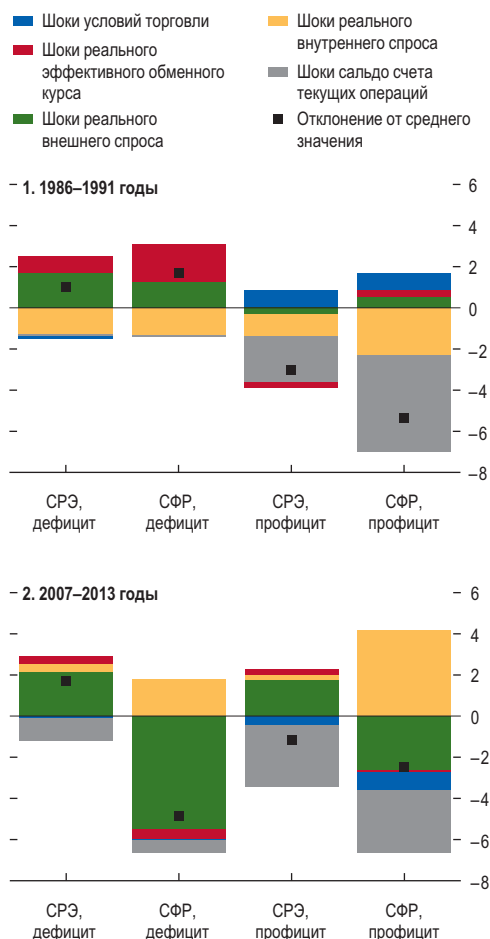 Шоки условий торговли
Шоки реального
эффективного обменного
курса
Шоки реального
внешнего спроса
Шоки реального
внутреннего спроса
Шоки сальдо счета
текущих операций
Отклонение от среднего
значения
1. 1986–1991 годы
6
4
2
0
–2
–4
–6
–8
СРЭ,
дефицит
СФР,
дефицит
СРЭ,
профицит
СФР,
профицит
2. 2007–2013 годы
6
4
2
0
–2
–4
–6
–8
СРЭ,
дефицит
СФР,
дефицит
СРЭ,
профицит
СФР,
профицит